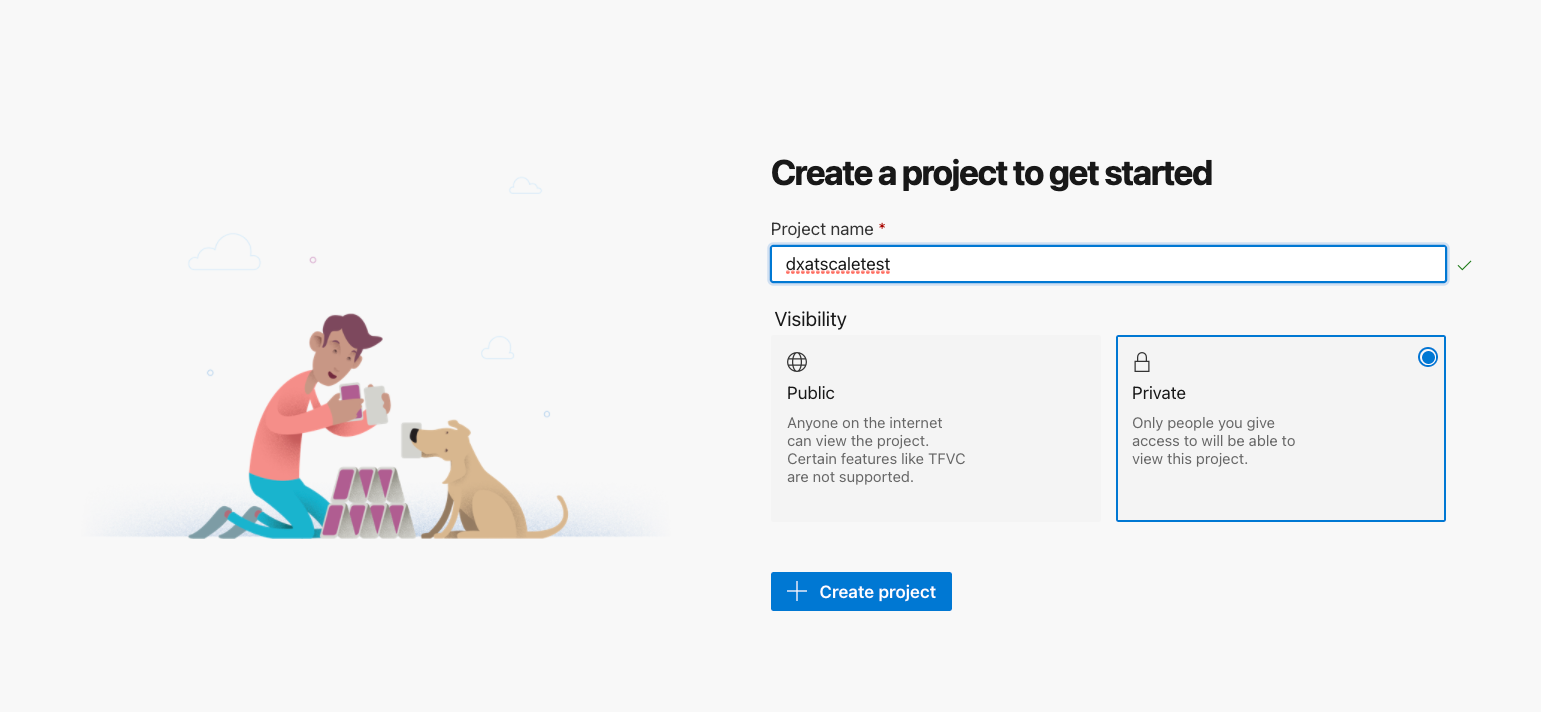 Create a project to get started
Project name *
dxatscaletest
Visibility
Public
Anyone on the internet
can view the project.
Certain features like TFVC
are not supported.
Private
Only people you give
access to will be able to
view this project.
Create project